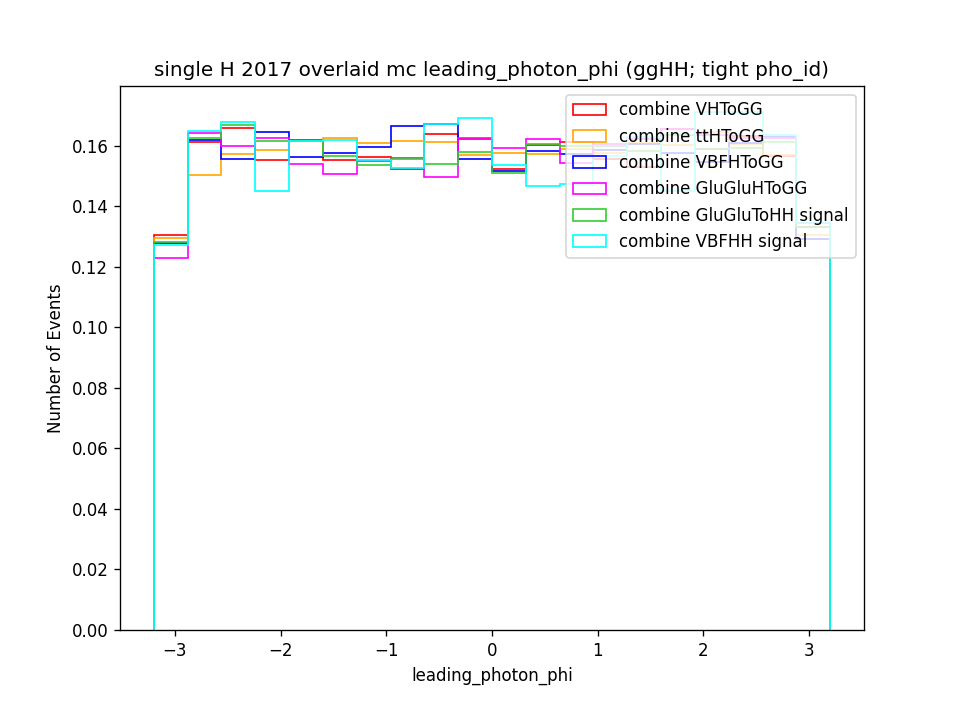 single H 2017 overlaid mc leading_photon_phi (ggHH; tight pho_id)
combine VHToGG
combine ttHToGG
combine VBFHToGG
combine GluGluHToGG
combine GluGluToHH signal
combine VBFHH signal
Number of Events
0.16
0.14
0.12
0.10
0.08
0.06
0.04
0.02
0.00
−3 −2 −1 0 1 2 3
leading_photon_phi